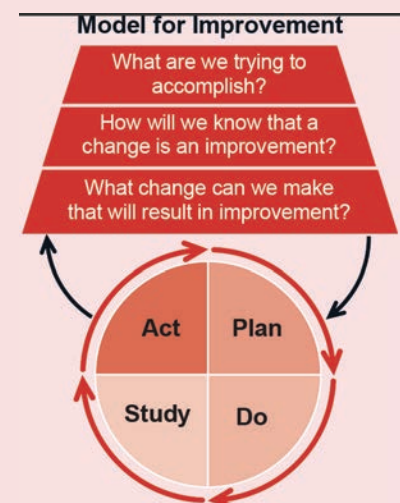 Model for Improvement
What are we trying to
accomplish?
How will we know that a
change is an improvement?
What change can we make
that will result in improvement?
Act
Plan
Study
Do